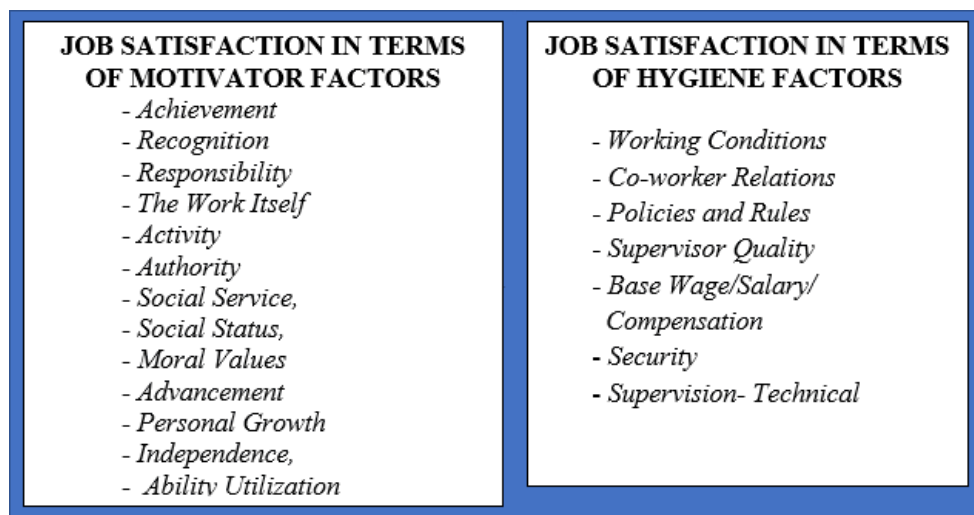 JOB SATISFACTION IN TERMS
OF MOTIVATOR FACTORS
- Achievement
- Recognition
- Responsibility
- The Work Itself
- Activity
- Authority
- Social Service,
- Social Status,
- Moral Values
- Advancement
- Personal Growth
- Independence,
- Ability Utilization
JOB SATISFACTION IN TERMS
OF HYGIENE FACTORS
- Working Conditions
- Co-worker Relations
- Policies and Rules
- Supervisor Quality
- Base Wage/Salary/
Compensation
- Security
- Supervision- Technical